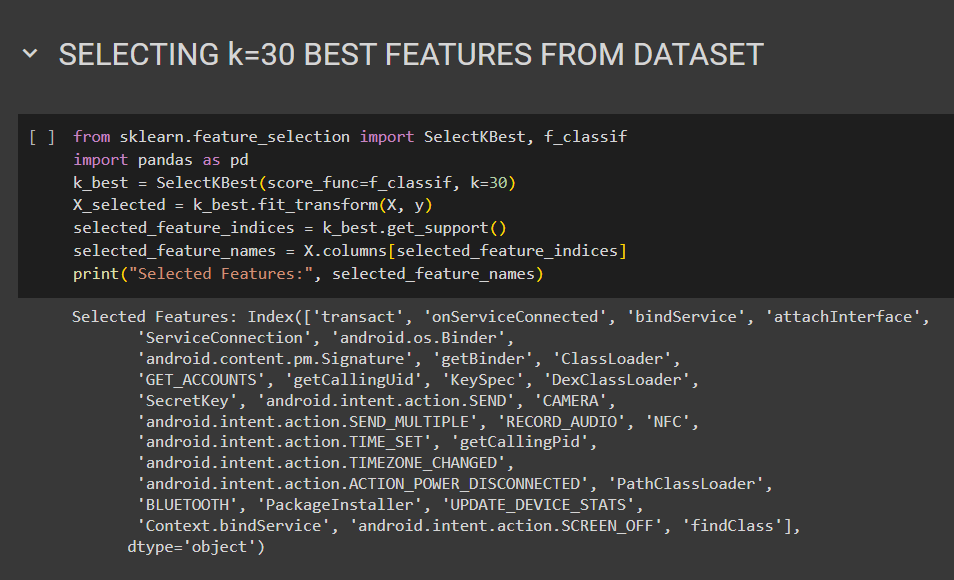 SELECTING k=30 BEST FEATURES FROM DATASET
[ ] from sklearn.feature_selection import SelectKBest, f_classif
import pandas as pd
k_best = SelectKBest(score_func=f_classif, k=30)
X_selected = k_best.fit_transform(X, y)
selected_feature_indices = k_best.get_support()
selected_feature_names = X.columns[selected_feature_indices]
print("Selected Features:", selected_feature_names)
Selected Features: Index(['transact', 'onServiceConnected', 'bindService', 'attachInterface',
'ServiceConnection', 'android.os.Binder',
'android.content.pm.Signature', 'getBinder', 'ClassLoader',
'GET_ACCOUNTS', 'getCallingUid', 'KeySpec', 'DexClassLoader',
'SecretKey', 'android.intent.action.SEND', 'CAMERA',
'android.intent.action.SEND_MULTIPLE', 'RECORD_AUDIO', 'NFC',
'android.intent.action.TIME_SET', 'getCallingPid',
'android.intent.action.TIMEZONE_CHANGED',
'android.intent.action.ACTION_POWER_DISCONNECTED', 'PathClassLoader',
'BLUETOOTH', 'PackageInstaller', 'UPDATE_DEVICE_STATS',
'Context.bindService', 'android.intent.action.SCREEN_OFF', 'findClass'],
dtype='object')